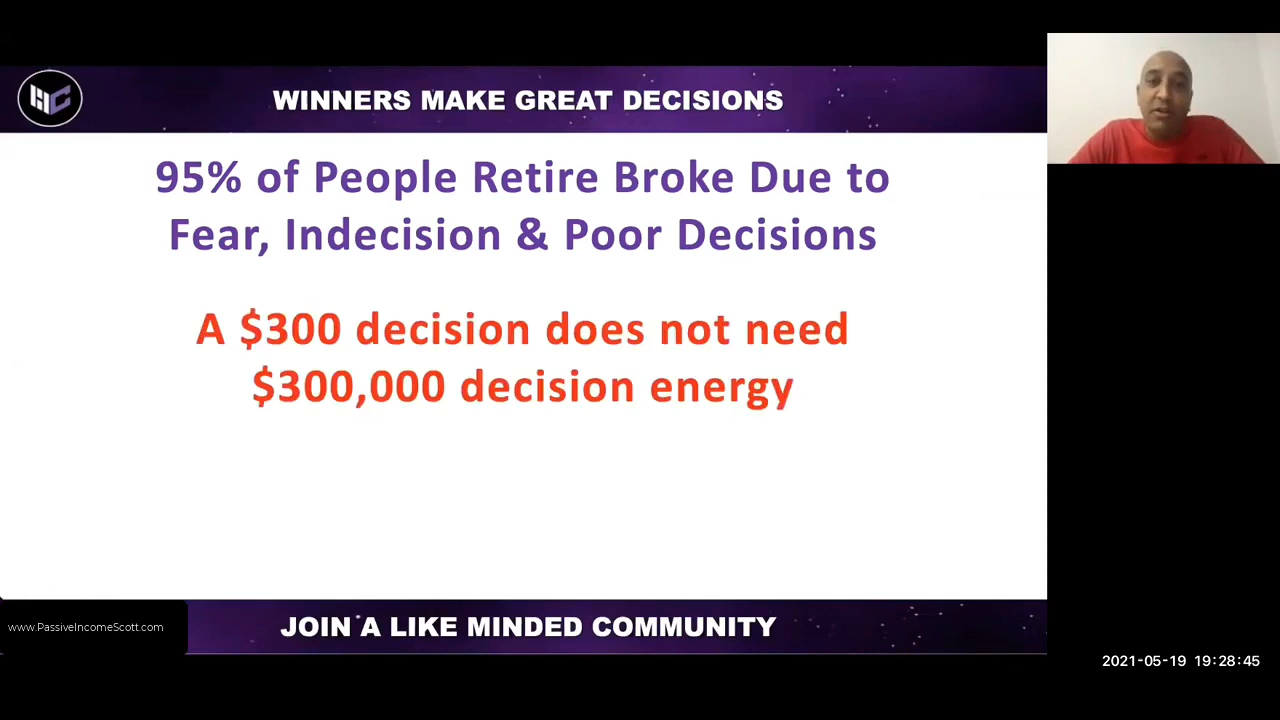 WINNERS MAKE GREAT DECISIONS
95% of People Retire Broke Due to
Fear, Indecision & Poor Decisions
A $300 decision does not need
$300,000 decision energy
www.PassiveIncomeScott.com
JOIN A LIKE MINDED COMMUNITY
2021-05-19 19:28:45